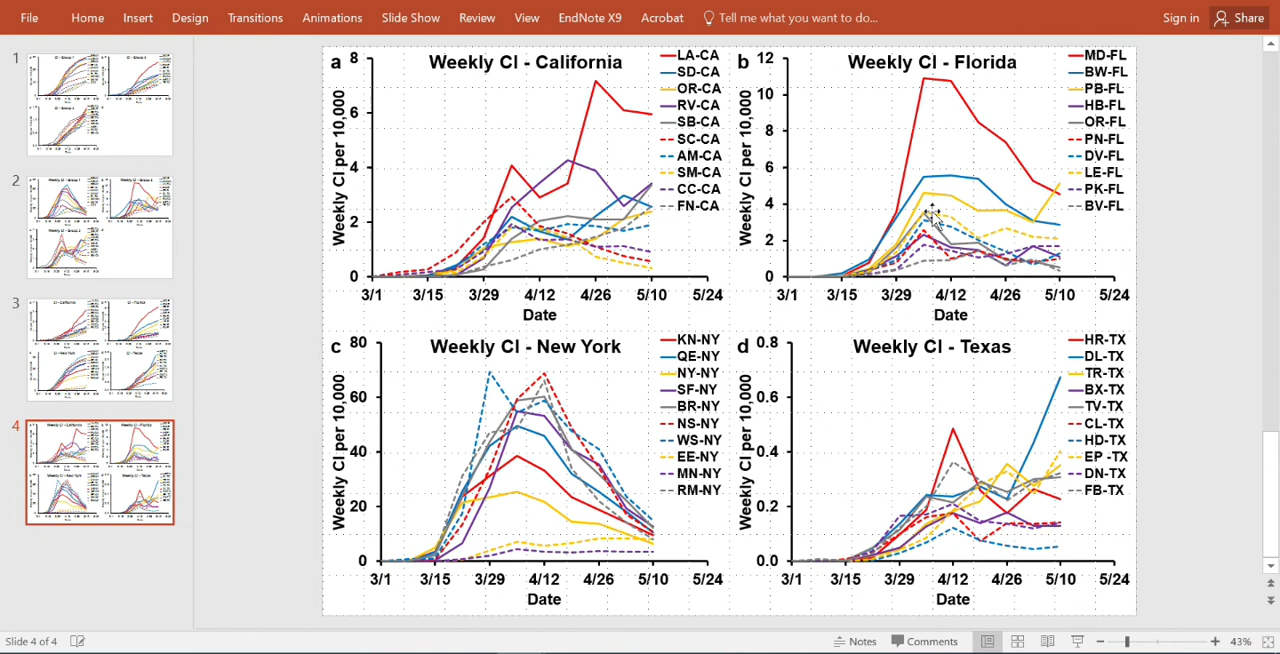 File Home Insert Design Transitions Animations Slide Show Review View EndNote X9 Acrobat Tell me what you want to do... Sign in Share
1
2
3
4
a Weekly CI - California
Weekly CI per 10,000
8
6
4
2
0
3/1 3/15 3/29 4/12 4/26 5/10 5/24
Date
LA-CA
SD-CA
OR-CA
RV-CA
SB-CA
SC-CA
AM-CA
SM-CA
CC-CA
FN-CA
b Weekly CI - Florida
Weekly CI per 10,000
12
10
8
6
4
2
0
3/1 3/15 3/29 4/12 4/26 5/10 5/24
Date
MD-FL
BW-FL
PB-FL
HB-FL
OR-FL
PN-FL
DV-FL
LE-FL
PK-FL
BV-FL
c Weekly CI - New York
Weekly CI per 10,000
80
60
40
20
0
3/1 3/15 3/29 4/12 4/26 5/10 5/24
Date
KN-NY
QE-NY
NY-NY
SF-NY
BR-NY
NS-NY
WS-NY
EE-NY
MN-NY
RM-NY
d Weekly CI - Texas
Weekly CI per 10,000
0.8
0.6
0.4
0.2
0.0
3/1 3/15 3/29 4/12 4/26 5/10 5/24
Date
HR-TX
DL-TX
TR-TX
BX-TX
TV-TX
CL-TX
HD-TX
EP -TX
DN-TX
FB-TX
Slide 4 of 4 Notes Comments 43%